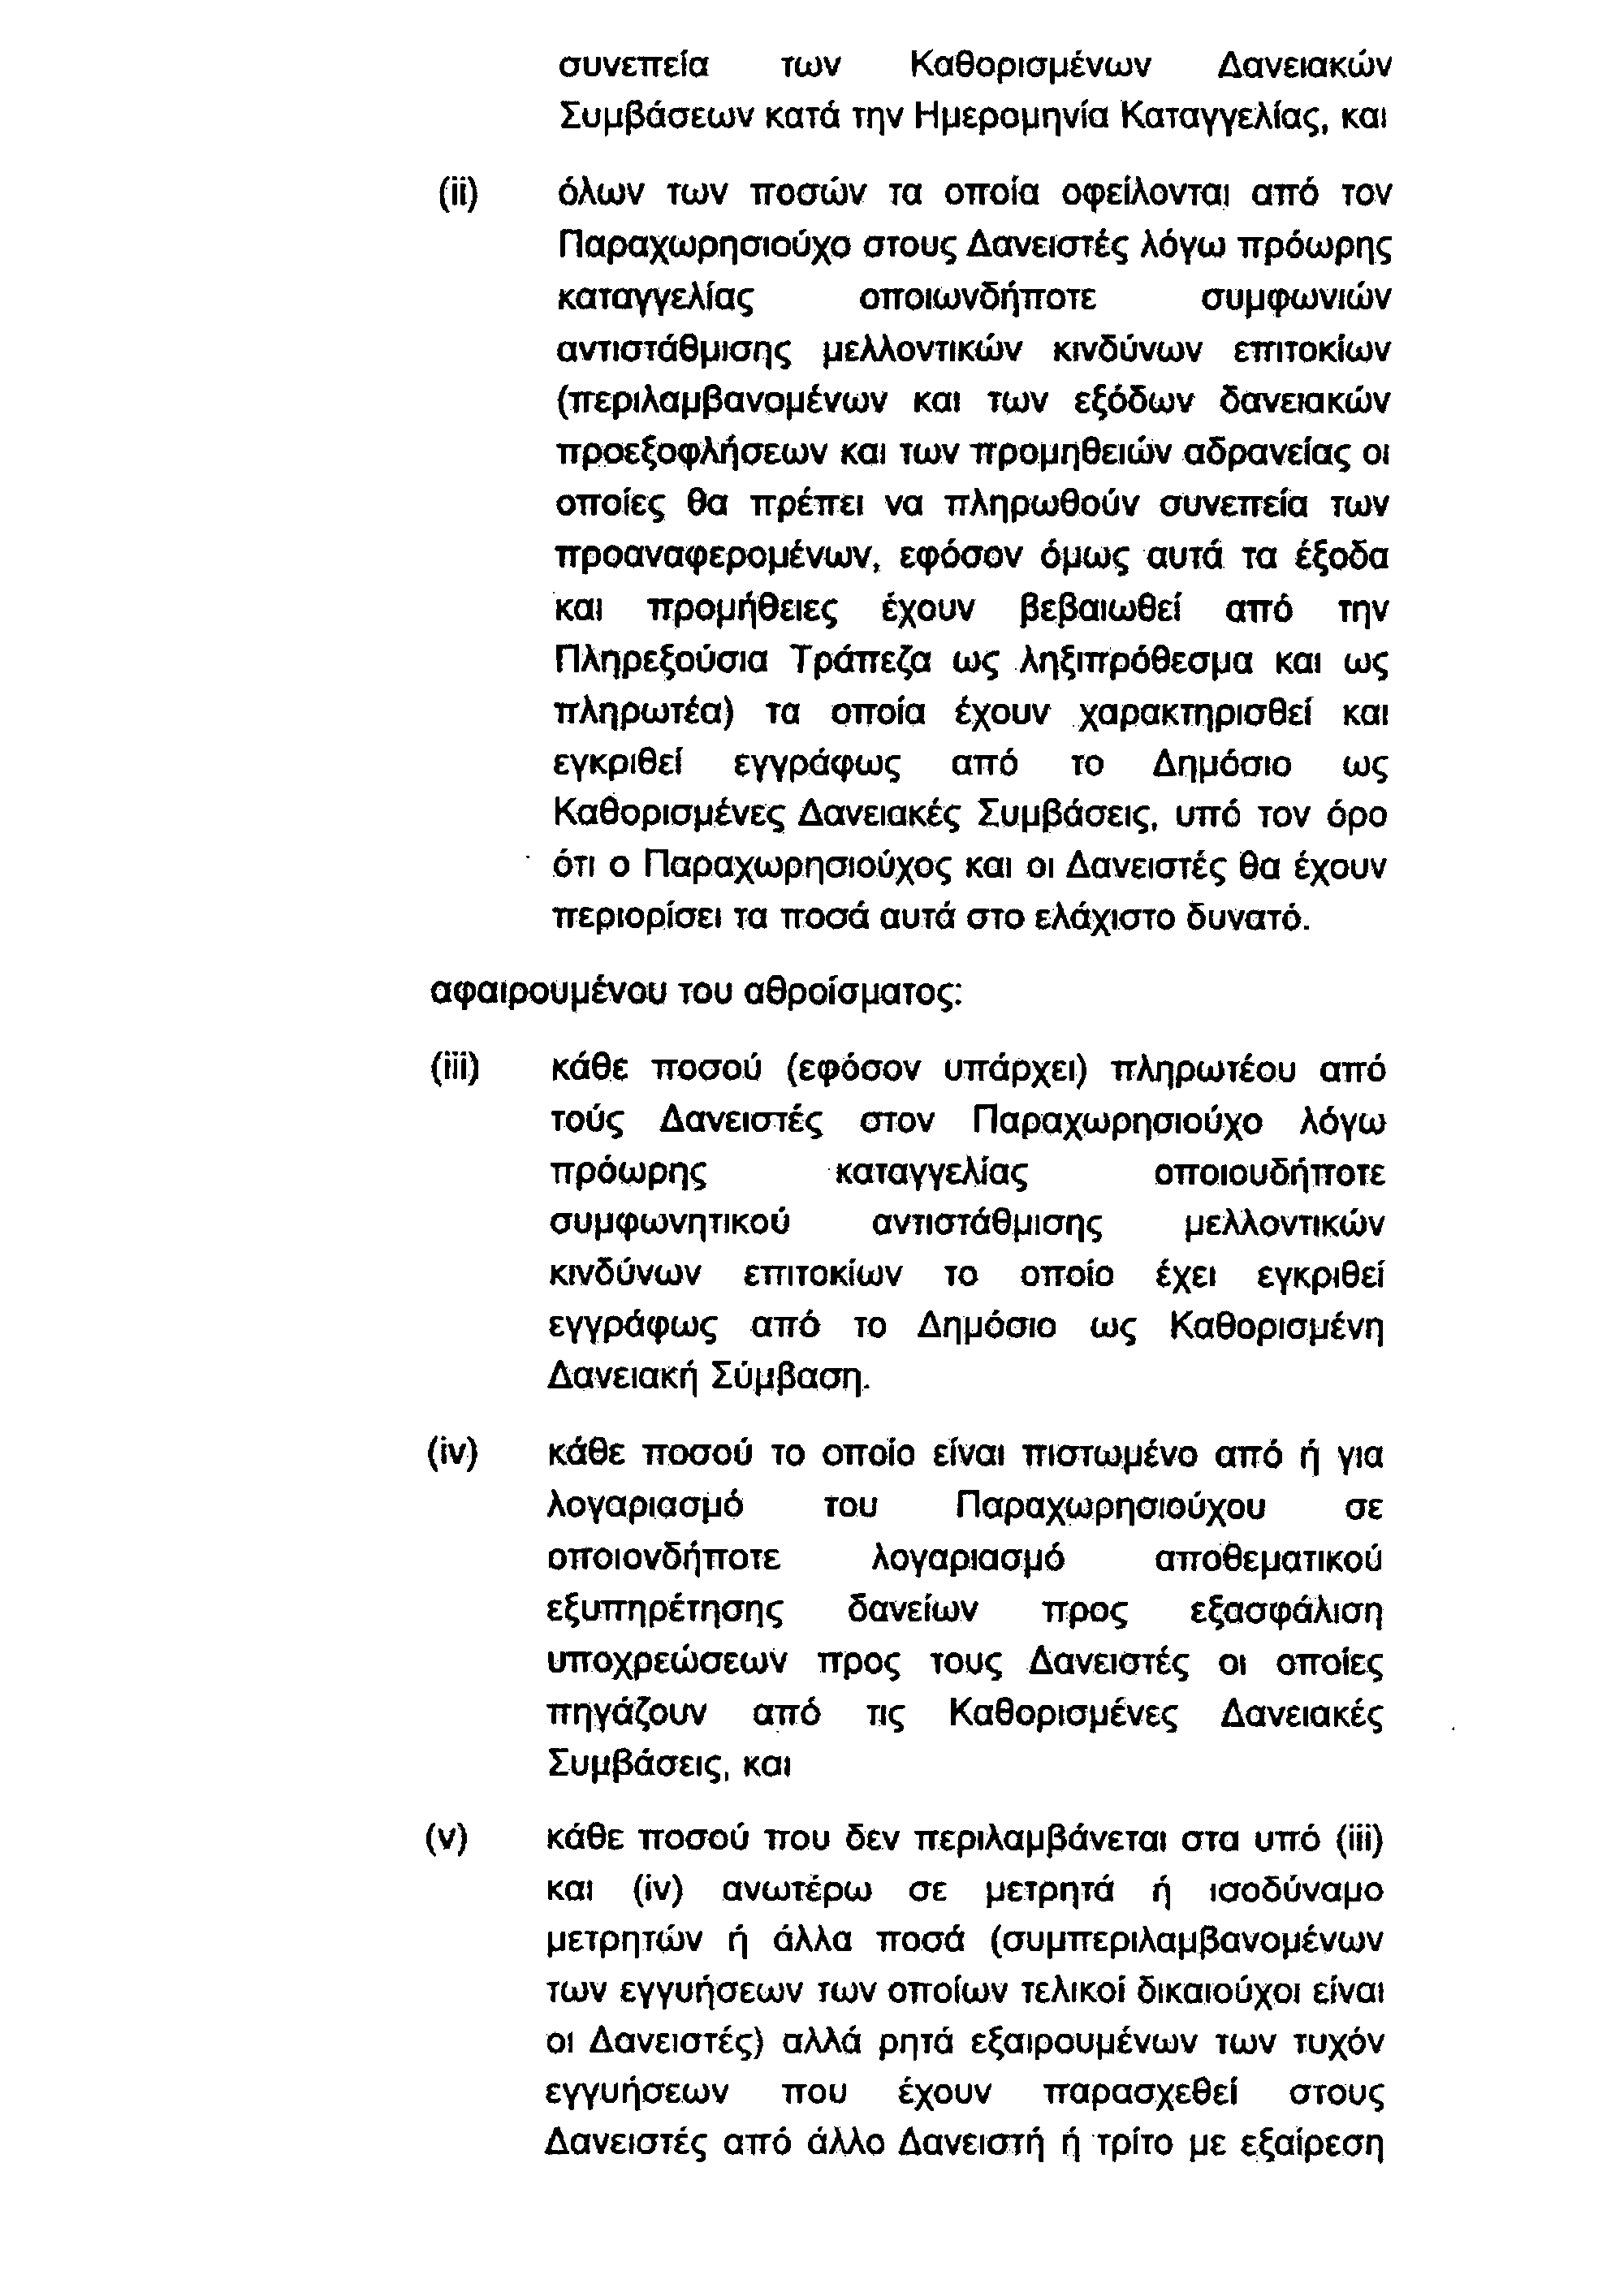 συνεπεία των Καθορισμένων Δανειακών
Συμβάσεων κατά την Ημερομηνία Καταγγελίας, και
(ii) όλων των ποσών τα οποία οφείλονται από τον
Παραχωρησιούχο στους Δανειστές λόγω πρόωρης
καταγγελίας οποιωνδήποτε συμφωνιών
αντιστάθμισης μελλοντικών κινδύνων επιτοκίων
(περιλαμβανομένων και των εξόδων δανειακών
προεξοφλήσεων και των προμηθειών αδρανείας οι
οποίες θα πρέπει να πληρωθούν συνεπεία των
προαναφερομένων, εφόσον όμως αυτά τα έξοδα
και προμήθειες έχουν βεβαιωθεί από την
Πληρεξούσια Τράπεζα ως ληξιπρόθεσμα και ως
πληρωτέα) τα οποία έχουν χαρακτηρισθεί και
εγκριθεί εγγράφως από το Δημόσιο ως
Καθορισμένες Δανειακές Συμβάσεις, υπό τον όρο
ότι ο Παραχωρησιούχος και οι Δανειστές θα έχουν
περιορίσει τα ποσά αυτά στο ελάχιστο δυνατό.
αφαιρουμένου του αθροίσματος:
(iii) κάθε ποσού (εφόσον υπάρχει) πληρωτέου από
τούς Δανειστές στον Παραχωρησιούχο λόγω
πρόωρης καταγγελίας οποιουδήποτε
συμφωνητικού αντιστάθμισης μελλοντικών
κινδύνων επιτοκίων το οποίο έχει εγκριθεί
εγγράφως από το Δημόσιο ως Καθορισμένη
Δανειακή Σύμβαση.
(iv) κάθε ποσού το οποίο είναι πιστωμένο από ή για
λογαριασμό του Παραχωρησιούχου σε
οποιονδήποτε λογαριασμό αποθεματικού
εξυπηρέτησης δανείων προς εξασφάλιση
υποχρεώσεων προς τους Δανειστές οι οποίες
πηγάζουν από τις Καθορισμένες Δανειακές
Συμβάσεις, και
(v) κάθε ποσού που δεν περιλαμβάνεται στα υπό (iii)
και (iv) ανωτέρω σε μετρητά ή ισοδύναμο
μετρητών ή άλλα ποσά (συμπεριλαμβανομένων
των εγγυήσεων των οποίων τελικοί δικαιούχοι είναι
οι Δανειστές) αλλά ρητά εξαιρουμένων των τυχόν
εγγυήσεων που έχουν παρασχεθεί στους
Δανειστές από άλλο Δανειστή ή τρίτο με εξαίρεση